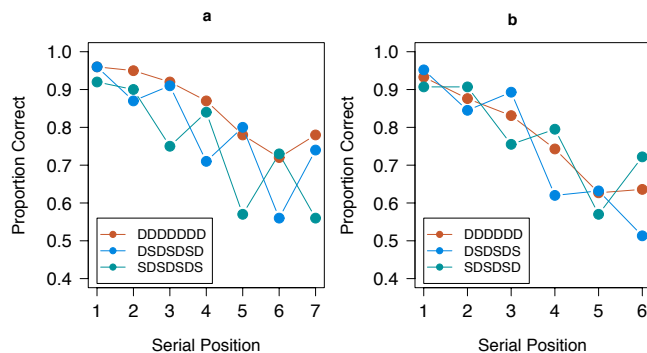 a
Proportion Correct
1.0
0.9
0.8
0.7
0.6
0.5
0.4
DDDDDDD
DSDSDSD
SDSDSDS
1 2 3 4 5 6 7
Serial Position
b
Proportion Correct
1.0
0.9
0.8
0.7
0.6
0.5
0.4
DDDDDD
DSDSDS
SDSDSD
1 2 3 4 5 6
Serial Position